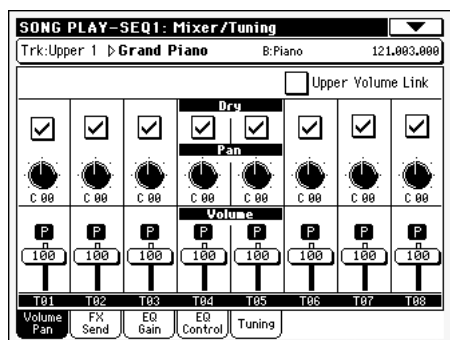 SONG PLAY-SEQ1: Mixer/Tuning
Trk:Upper 1 ▷Grand Piano B:Piano 121.003.000
Upper Volume Link
Dry
Pan
C 00 C 00 C 00 C 00 C 00 C 00 C 00 C 00
Volume
P P P P P P P P
100 100 100 100 100 100 100 100
T01 T02 T03 T04 T05 T06 T07 T08
Volume Pan FX Send EQ Gain EQ Control Tuning